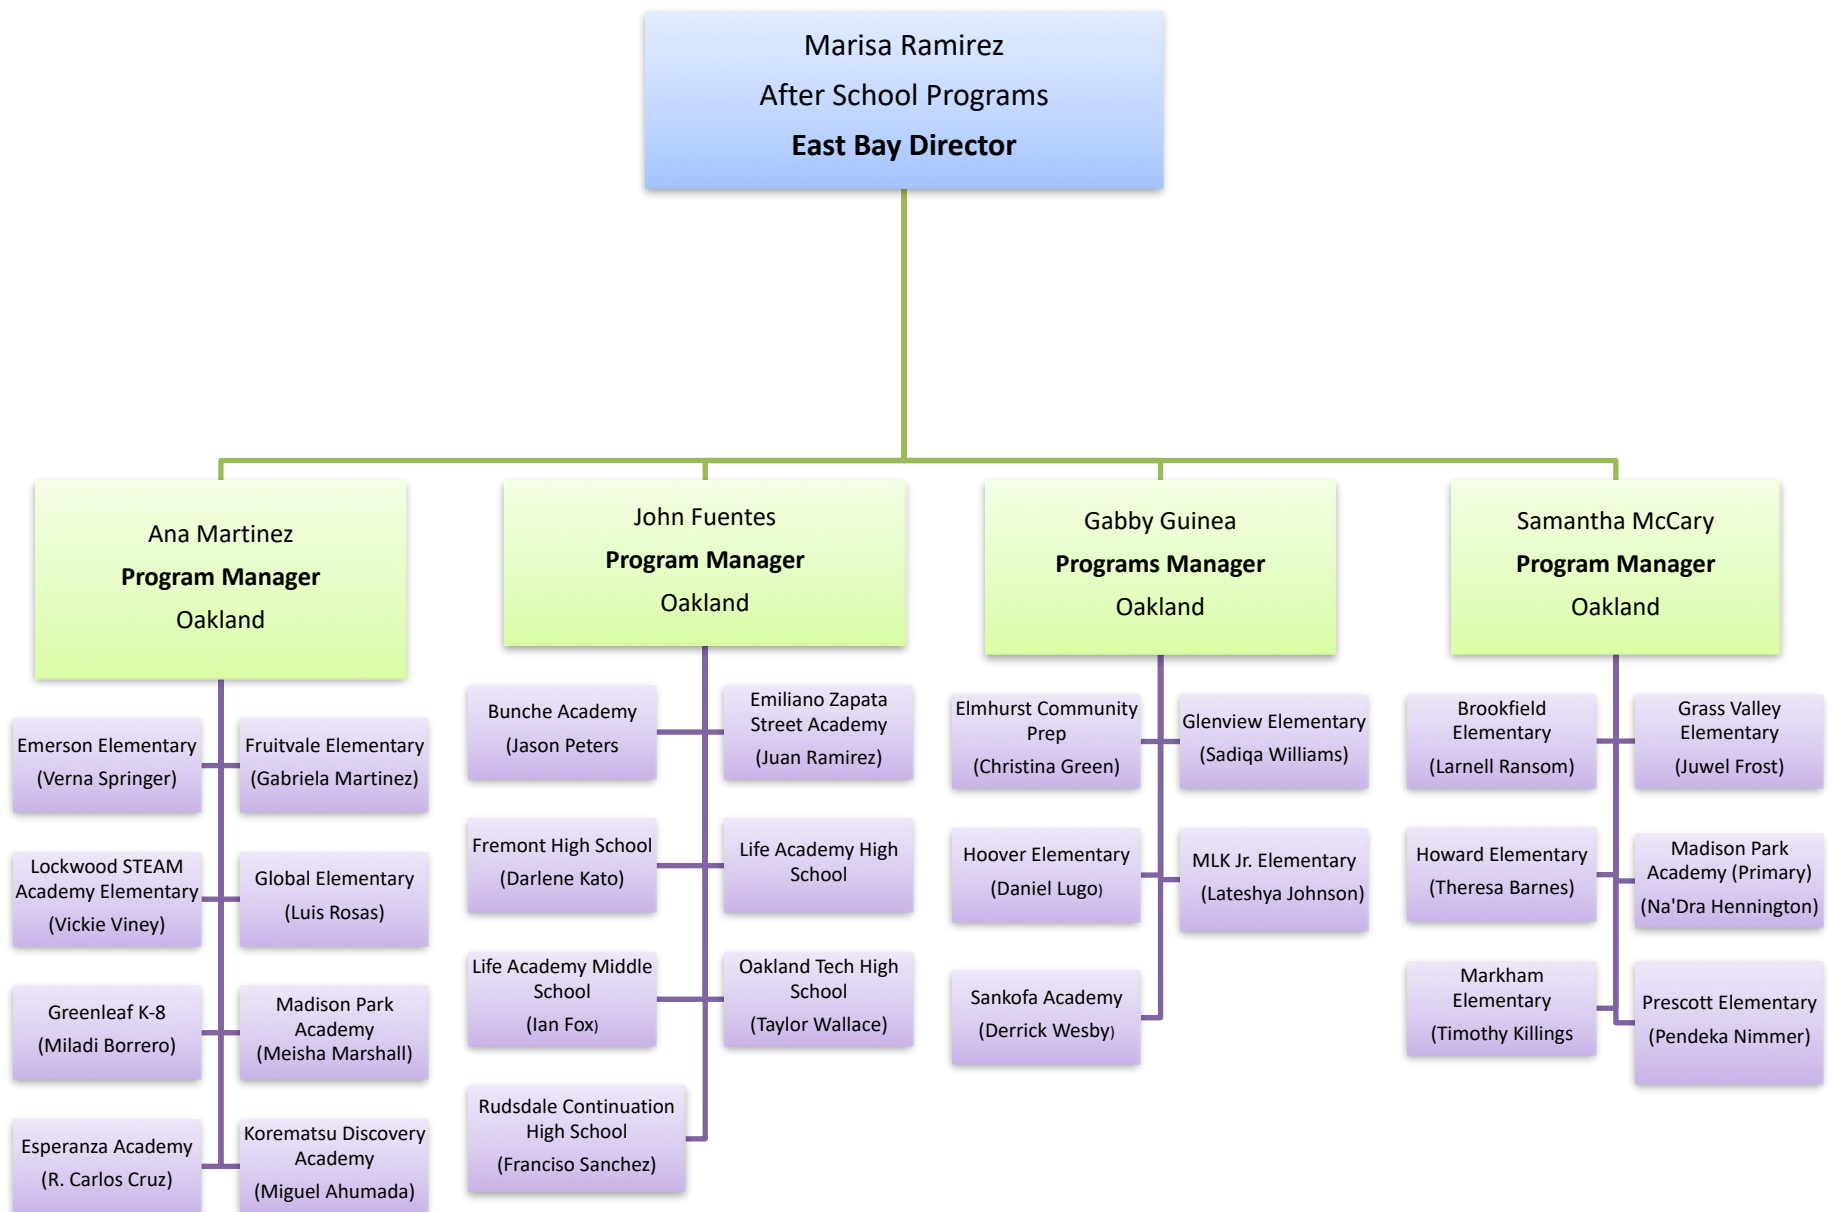 Marisa Ramirez
After School Programs
East Bay Director
Ana Martinez
Program Manager
Oakland
Emerson Elementary
(Verna Springer)
Fruitvale Elementary
(Gabriela Martinez)
Lockwood STEAM
Academy Elementary
(Vickie Viney)
Global Elementary
(Luis Rosas)
Greenleaf K-8
(Miladi Borrero)
Madison Park
Academy
(Meisha Marshall)
Esperanza Academy
(R. Carlos Cruz)
Korematsu Discovery
Academy
(Miguel Ahumada)
John Fuentes
Program Manager
Oakland
Bunche Academy
(Jason Peters
Emiliano Zapata
Street Academy
(Juan Ramirez)
Fremont High School
(Darlene Kato)
Life Academy High
School
Life Academy Middle
School
(Ian Fox)
Oakland Tech High
School
(Taylor Wallace)
Rudsdale Continuation
High School
(Franciso Sanchez)
Gabby Guinea
Programs Manager
Oakland
Elmhurst Community
Prep
(Christina Green)
Glenview Elementary
(Sadiqa Williams)
Hoover Elementary
(Daniel Lugo)
MLK Jr. Elementary
(Lateshya Johnson)
Sankofa Academy
(Derrick Wesby)
Samantha McCary
Program Manager
Oakland
Brookfield
Elementary
(Larnell Ransom)
Grass Valley
Elementary
(Juwel Frost)
Howard Elementary
(Theresa Barnes)
Madison Park
Academy (Primary)
(Na'Dra Hennington)
Markham
Elementary
(Timothy Killings
Prescott Elementary
(Pendeka Nimmer)